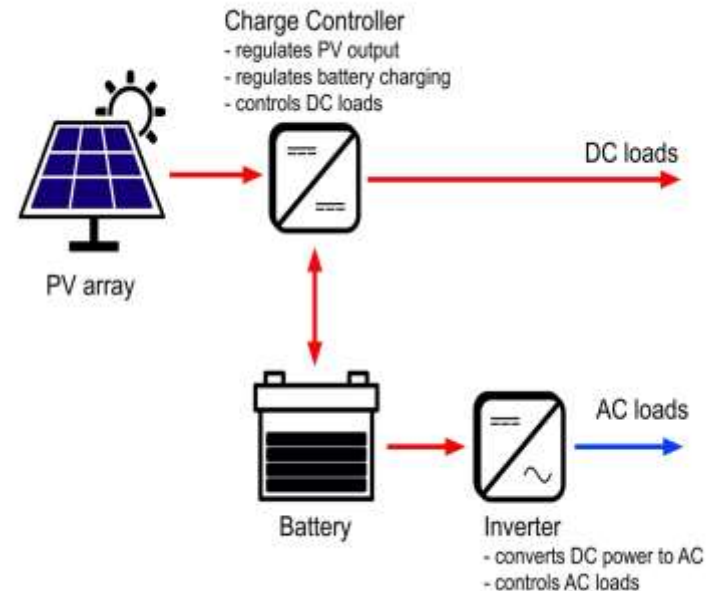 Charge Controller
- regulates PV output
- regulates battery charging
- controls DC loads
DC loads
PV array
AC loads
Battery
Inverter
- converts DC power to AC
- controls AC loads